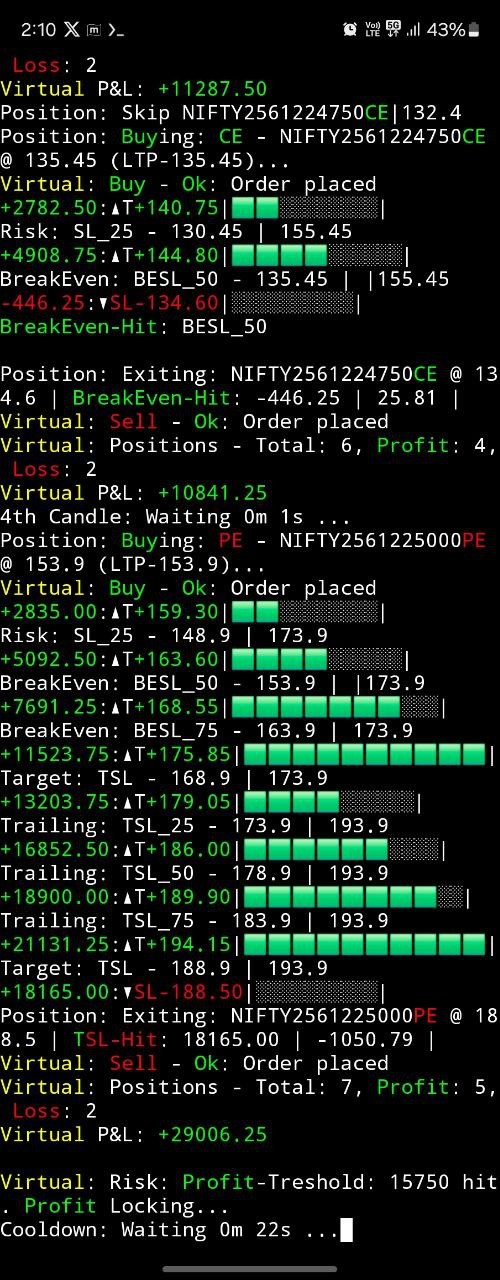 2:10 X m >_ Vo)) LTE 5G 43%
Loss: 2
Virtual P&L: +11287.50
Position: Skip NIFTY2561224750CE|132.4
Position: Buying: CE - NIFTY2561224750CE
@ 135.45 (LTP-135.45)...
Virtual: Buy - Ok: Order placed
+2782.50:▲T+140.75|🟩🟩░░░░░░░░|
Risk: SL_25 - 130.45 | 155.45
+4908.75:▲T+144.80|🟩🟩🟩🟩░░░░░░|
BreakEven: BESL_50 - 135.45 | |155.45
-446.25:▼SL-134.60|░░░░░░░░░░|
BreakEven-Hit: BESL_50
Position: Exiting: NIFTY2561224750CE @ 13
4.6 | BreakEven-Hit: -446.25 | 25.81 |
Virtual: Sell - Ok: Order placed
Virtual: Positions - Total: 6, Profit: 4,
Loss: 2
Virtual P&L: +10841.25
4th Candle: Waiting 0m 1s ...
Position: Buying: PE - NIFTY2561225000PE
@ 153.9 (LTP-153.9)...
Virtual: Buy - Ok: Order placed
+2835.00:▲T+159.30|🟩🟩░░░░░░░░|
Risk: SL_25 - 148.9 | 173.9
+5092.50:▲T+163.60|🟩🟩🟩🟩░░░░░░|
BreakEven: BESL_50 - 153.9 | |173.9
+7691.25:▲T+168.55|🟩🟩🟩🟩🟩🟩🟩░░░|
BreakEven: BESL_75 - 163.9 | 173.9
+11523.75:▲T+175.85|🟩🟩🟩🟩🟩🟩🟩🟩🟩🟩|
Target: TSL - 168.9 | 173.9
+13203.75:▲T+179.05|🟩🟩🟩🟩░░░░░░|
Trailing: TSL_25 - 173.9 | 193.9
+16852.50:▲T+186.00|🟩🟩🟩🟩🟩🟩░░░░|
Trailing: TSL_50 - 178.9 | 193.9
+18900.00:▲T+189.90|🟩🟩🟩🟩🟩🟩🟩🟩░░|
Trailing: TSL_75 - 183.9 | 193.9
+21131.25:▲T+194.15|🟩🟩🟩🟩🟩🟩🟩🟩🟩🟩|
Target: TSL - 188.9 | 193.9
+18165.00:▼SL-188.50|░░░░░░░░░░|
Position: Exiting: NIFTY2561225000PE @ 18
8.5 | TSL-Hit: 18165.00 | -1050.79 |
Virtual: Sell - Ok: Order placed
Virtual: Positions - Total: 7, Profit: 5,
Loss: 2
Virtual P&L: +29006.25
Virtual: Risk: Profit-Treshold: 15750 hit
. Profit Locking...
Cooldown: Waiting 0m 22s ...